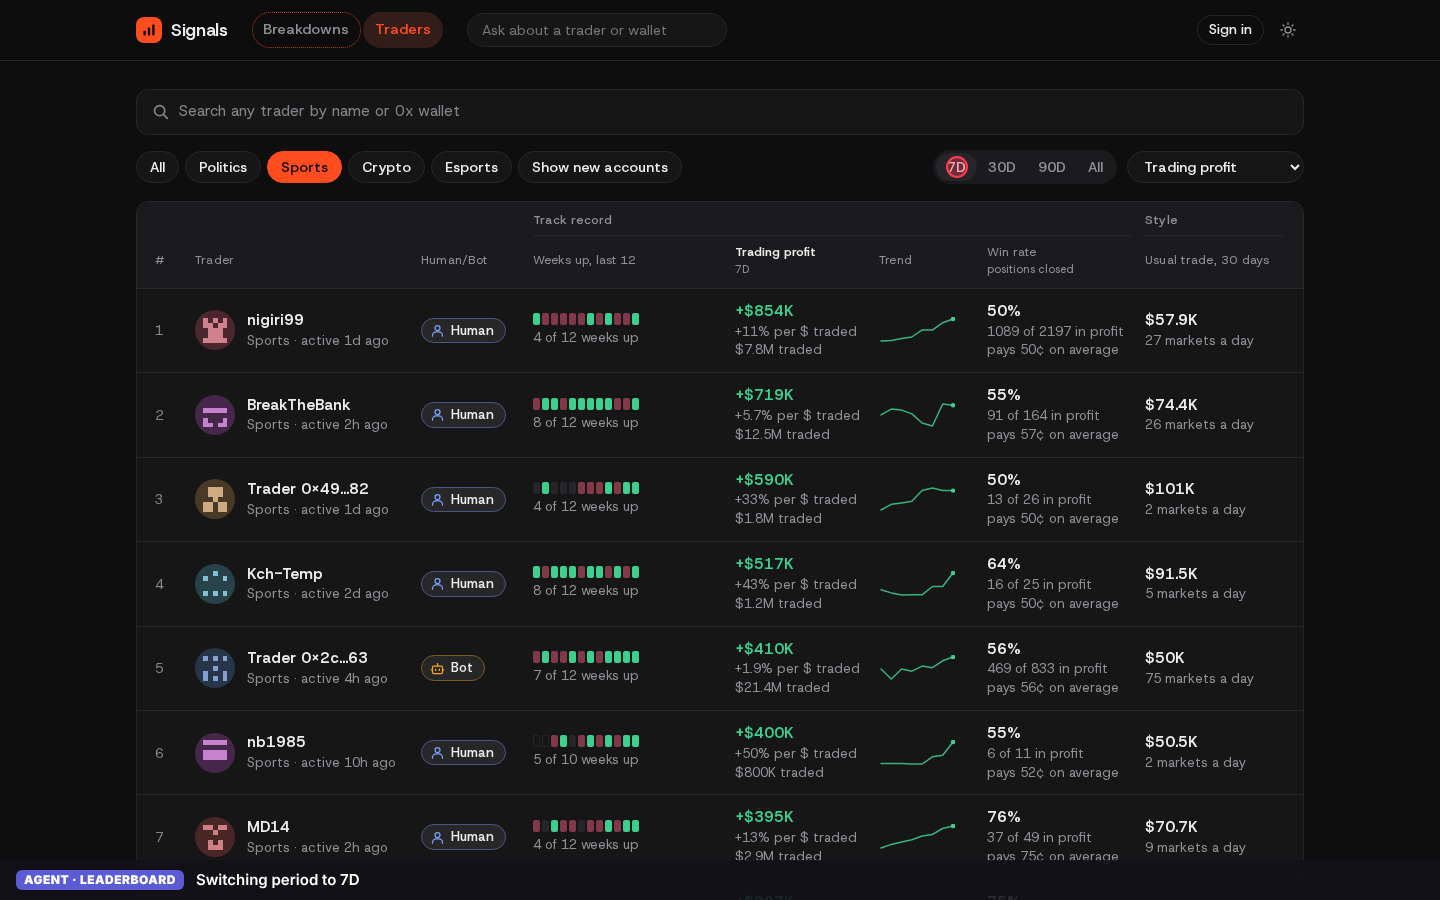 Signals
Breakdowns
Traders
Ask about a trader or wallet
Sign in
Search any trader by name or 0x wallet
All
Politics
Sports
Crypto
Esports
Show new accounts
7D
30D
90D
All
Trading profit
Track record
Style
#
Trader
Human/Bot
Weeks up, last 12
Trading profit
7D
Trend
Win rate
positions closed
Usual trade, 30 days
1
nigiri99
Sports · active 1d ago
Human
4 of 12 weeks up
+$854K
+11% per $ traded
$7.8M traded
50%
1089 of 2197 in profit
pays 50¢ on average
$57.9K
27 markets a day
2
BreakTheBank
Sports · active 2h ago
Human
8 of 12 weeks up
+$719K
+5.7% per $ traded
$12.5M traded
55%
91 of 164 in profit
pays 57¢ on average
$74.4K
26 markets a day
3
Trader 0×49…82
Sports · active 1d ago
Human
4 of 12 weeks up
+$590K
+33% per $ traded
$1.8M traded
50%
13 of 26 in profit
pays 50¢ on average
$101K
2 markets a day
4
Kch-Temp
Sports · active 2d ago
Human
8 of 12 weeks up
+$517K
+43% per $ traded
$1.2M traded
64%
16 of 25 in profit
pays 50¢ on average
$91.5K
5 markets a day
5
Trader 0×2c…63
Sports · active 4h ago
Bot
7 of 12 weeks up
+$410K
+1.9% per $ traded
$21.4M traded
56%
469 of 833 in profit
pays 56¢ on average
$50K
75 markets a day
6
nb1985
Sports · active 10h ago
Human
5 of 10 weeks up
+$400K
+50% per $ traded
$800K traded
55%
6 of 11 in profit
pays 52¢ on average
$50.5K
2 markets a day
7
MD14
Sports · active 2h ago
Human
4 of 12 weeks up
+$395K
+13% per $ traded
$2.9M traded
76%
37 of 49 in profit
pays 75¢ on average
$70.7K
9 markets a day
AGENT · LEADERBOARD
Switching period to 7D